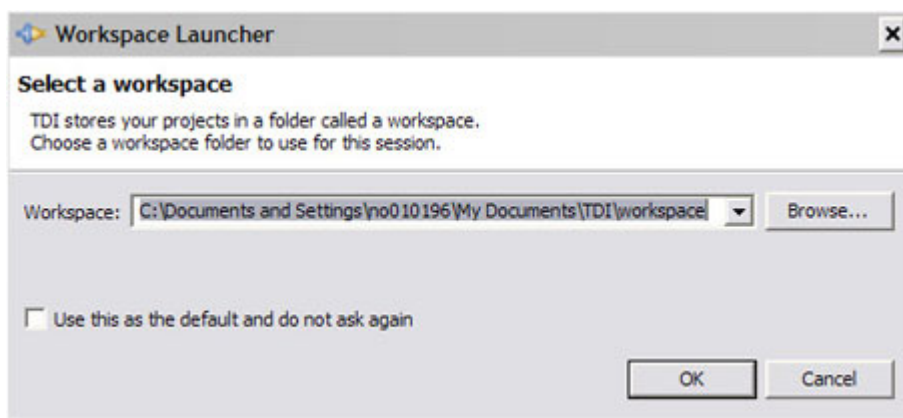 Workspace Launcher
Select a workspace
TDI stores your projects in a folder called a workspace.
Choose a workspace folder to use for this session.
Workspace: C:\Documents and Settings\no010196\My Documents\TDI\workspace Browse...
Use this as the default and do not ask again
OK Cancel